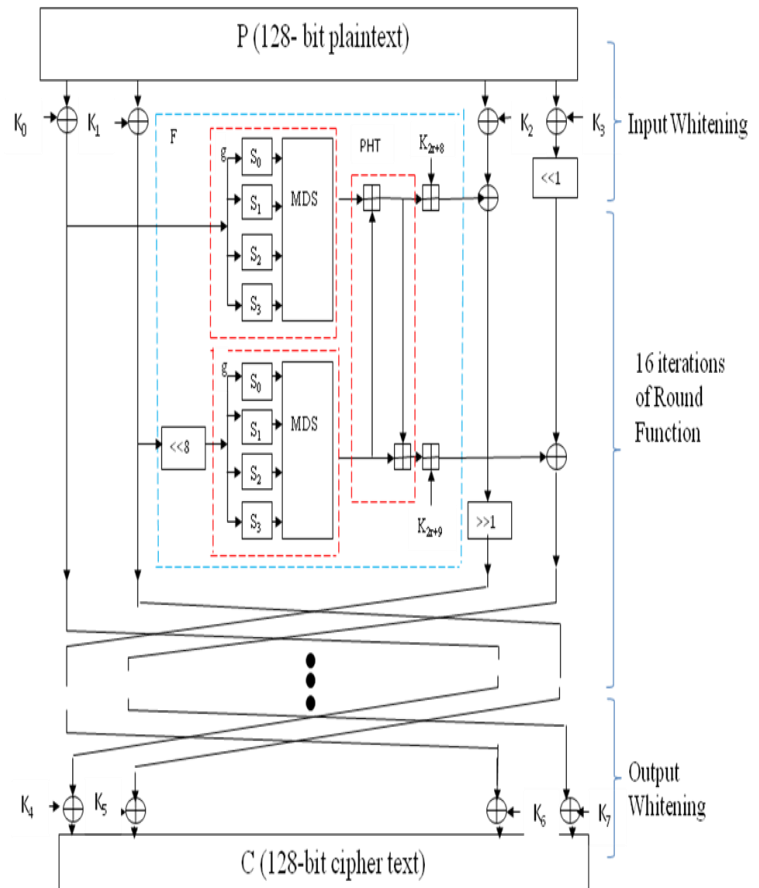 P (128- bit plaintext)
K0 K1 K2 K3 Input Whitening
F
g S0 PHT K2r+8
<<1
S1 MDS
S2
S3
16 iterations
of Round
Function
g S0
<<8 S1 MDS
S2
S3 K2r+9 >>1
Output
Whitening
K4 K5 K6 K7
C (128-bit cipher text)